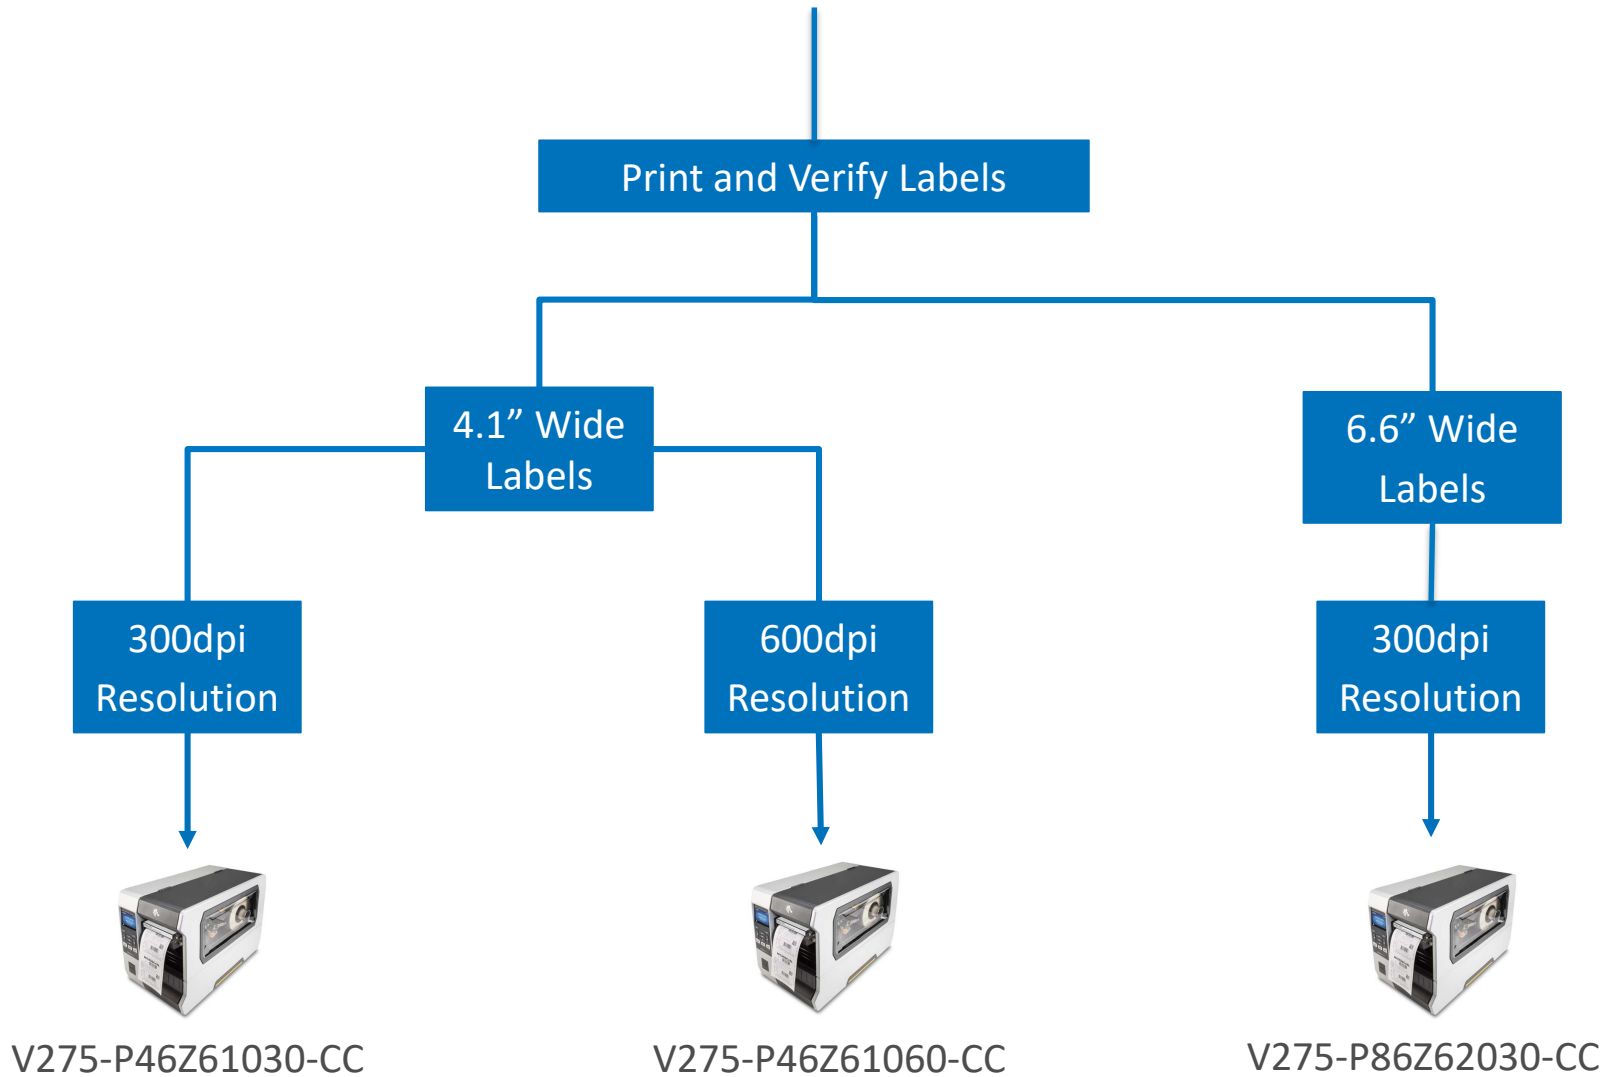 Print and Verify Labels
4.1” Wide
Labels
6.6” Wide
Labels
300dpi
Resolution
600dpi
Resolution
300dpi
Resolution
V275-P46Z61030-CC
V275-P46Z61060-CC
V275-P86Z62030-CC